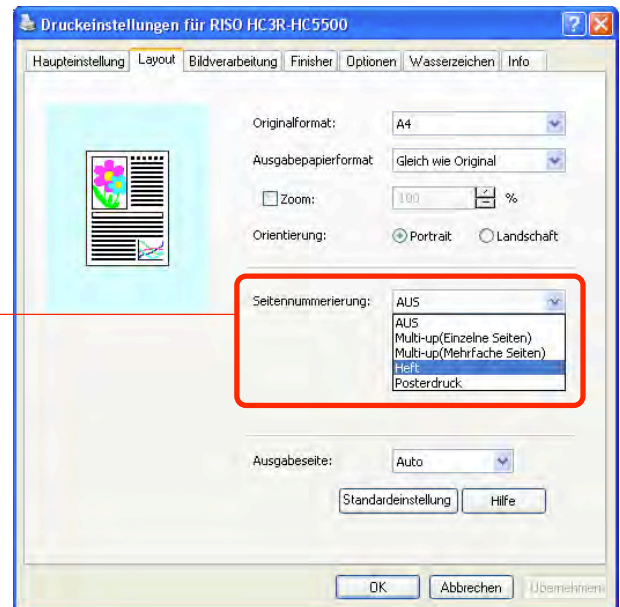 Druckeinstellungen für RISO HC3R-HC5500
Haupteinstellung Layout Bildverarbeitung Finisher Optionen Wasserzeichen Info
Originalformat: A4
Ausgabepapierformat Gleich wie Original
Zoom: 100 %
Orientierung: Portrait Landschaft
Seitennummerierung: AUS
AUS
Multi-up(Einzelne Seiten)
Multi-up(Mehrfache Seiten)
Heft
Posterdruck
Ausgabeseite: Auto
Standardeinstellung Hilfe
OK Abbrechen Übernehmen